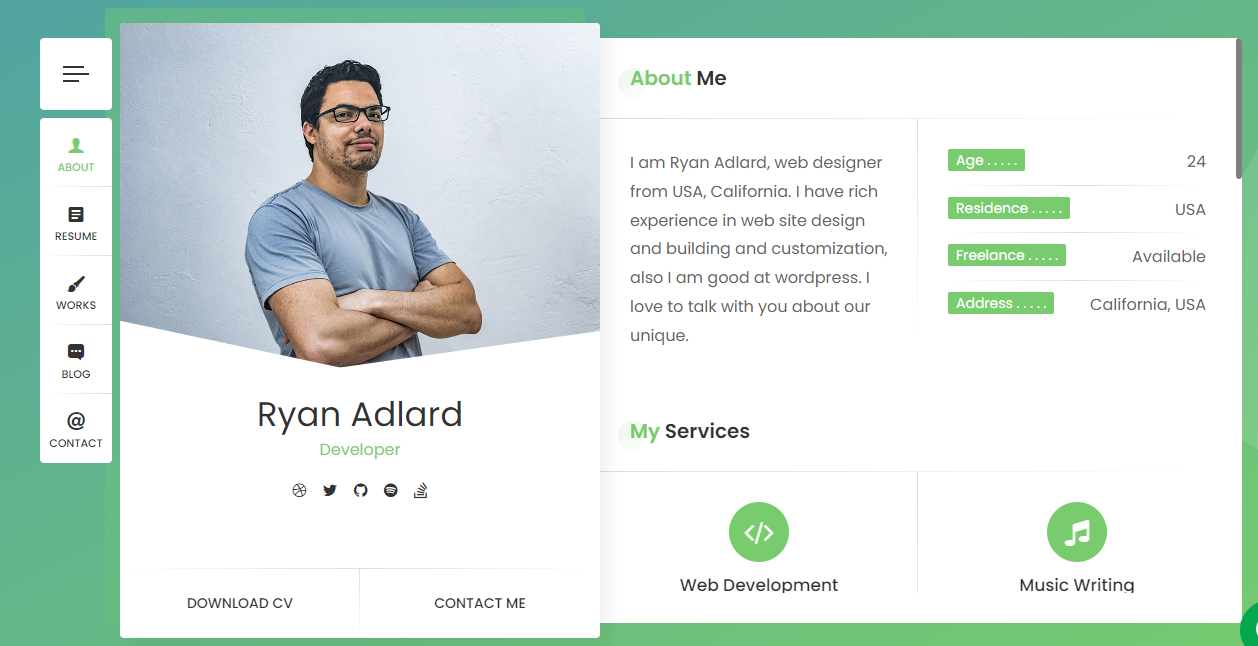 ABOUT
RESUME
WORKS
BLOG
@
CONTACT
Ryan Adlard
Developer
DOWNLOAD CV
CONTACT ME
About Me
I am Ryan Adlard, web designer
from USA, California. I have rich
experience in web site design
and building and customization,
also I am good at wordpress. I
love to talk with you about our
unique.
Age . . . . . 24
Residence . . . . . USA
Freelance . . . . . Available
Address . . . . . California, USA
My Services
Web Development
Music Writing